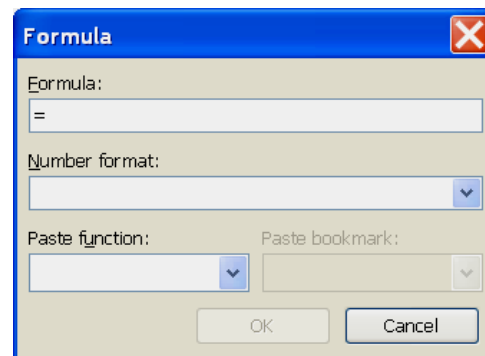 Formula
Formula:
=
Number format:
Paste function: Paste bookmark:
OK Cancel